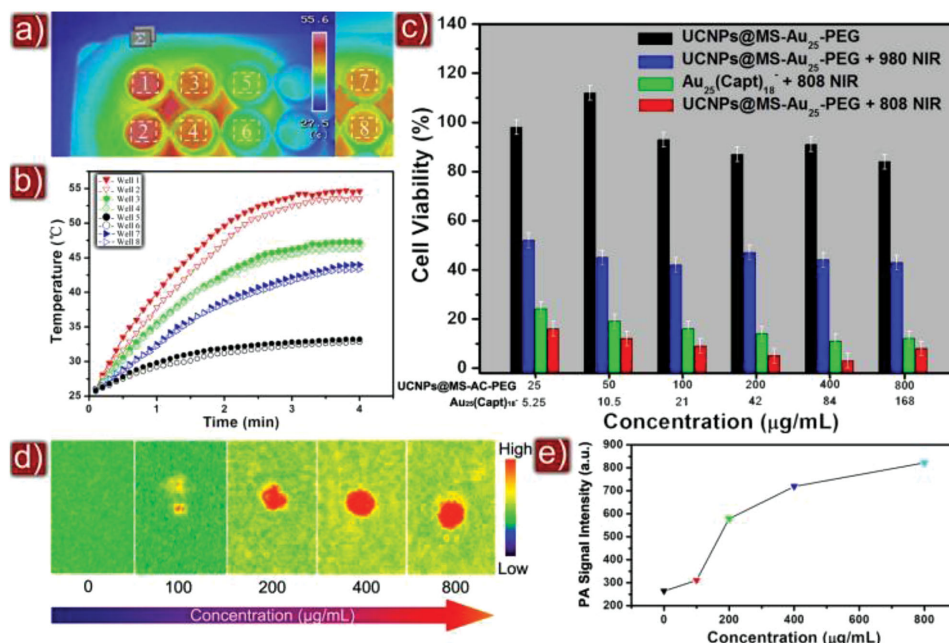 a)
55.6
27.5
(c)
Σ
1
3
5
7
2
4
6
8
b)
Well 1
Well 2
Well 3
Well 4
Well 5
Well 6
Well 7
Well 8
Temperature (℃)
55
50
45
40
35
30
25
0
1
2
3
4
Time (min)
c)
UCNPs@MS-Au₂₅-PEG
UCNPs@MS-Au₂₅-PEG + 980 NIR
Au₂₅(Capt)₁₈⁻ + 808 NIR
UCNPs@MS-Au₂₅-PEG + 808 NIR
Cell Viability (%)
140
120
100
80
60
40
20
0
UCNPs@MS-AC-PEG 25 50 100 200 400 800
Au₂₅(Capt)₁₈⁻ 5.25 10.5 21 42 84 168
Concentration (μg/mL)
d)
High
Low
0 100 200 400 800
Concentration (μg/mL)
e)
PA Signal Intensity (a.u.)
900
800
700
600
500
400
300
200
0 200 400 600 800
Concentration (μg/mL)